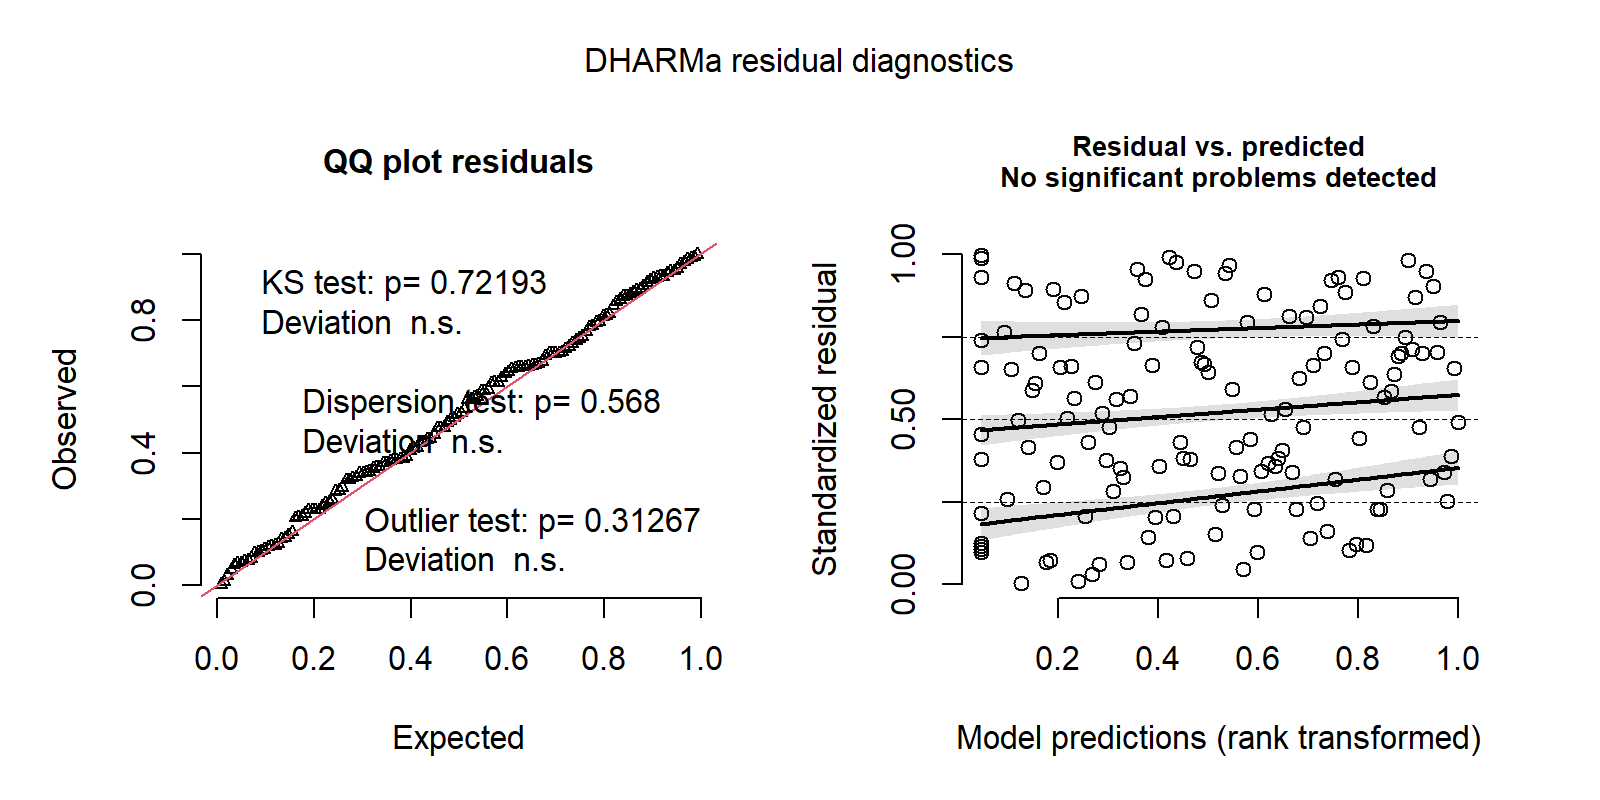 DHARMa residual diagnostics
QQ plot residuals
KS test: p= 0.72193
Deviation n.s.
Dispersion test: p= 0.568
Deviation n.s.
Outlier test: p= 0.31267
Deviation n.s.
Observed
0.0
0.4
0.8
0.0 0.2 0.4 0.6 0.8 1.0
Expected
Residual vs. predicted
No significant problems detected
Standardized residual
0.00
0.50
1.00
0.2 0.4 0.6 0.8 1.0
Model predictions (rank transformed)